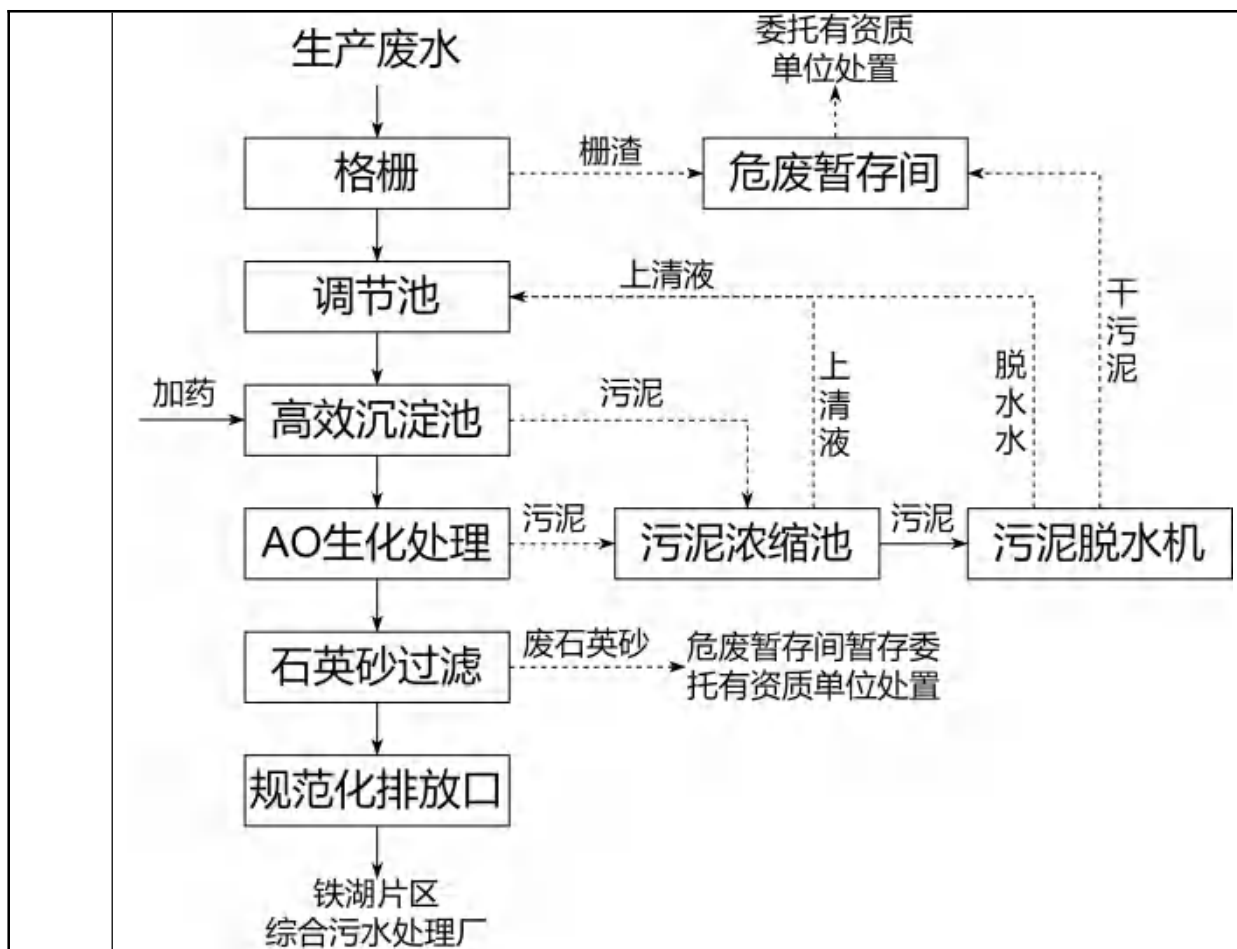 生产废水
委托有资质
单位处置
格栅
栅渣
危废暂存间
调节池
上清液
干污泥
加药
高效沉淀池
污泥
上清液
脱水水
AO生化处理
污泥
污泥浓缩池
污泥
污泥脱水机
石英砂过滤
废石英砂
危废暂存间暂存委
托有资质单位处置
规范化排放口
铁湖片区
综合污水处理厂